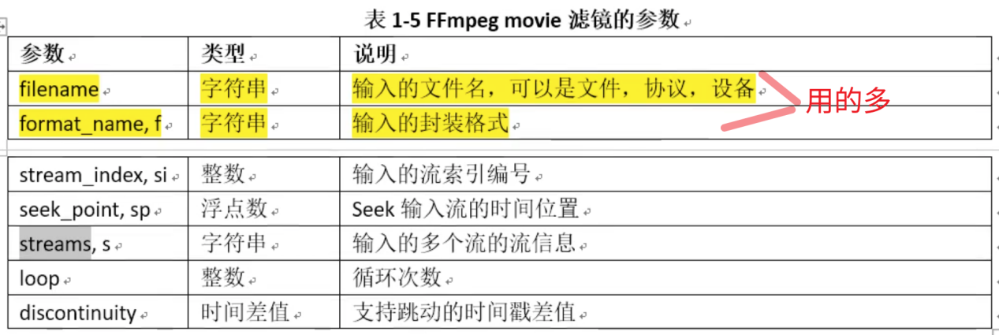 表 1-5 FFmpeg movie 滤镜的参数
参数 类型 说明
filename 字符串 输入的文件名，可以是文件，协议，设备
用的多
format_name, f 字符串 输入的封装格式
stream_index, si 整数 输入的流索引编号
seek_point, sp 浮点数 Seek 输入流的时间位置
streams, s 字符串 输入的多个流的流信息
loop 整数 循环次数
discontinuity 时间差值 支持跳动的时间戳差值